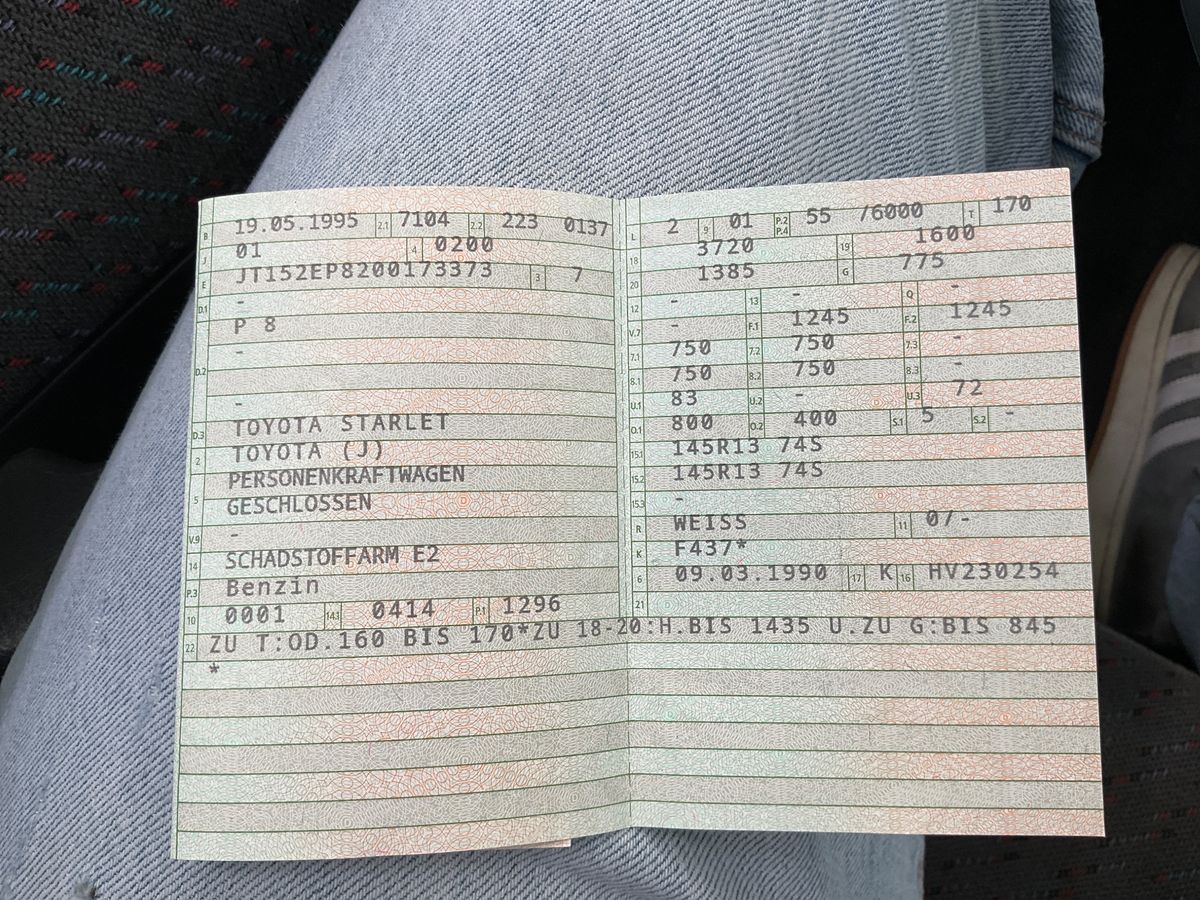 B 19.05.1995 2.1 7104 2.2 223 0137
J 01 4 0200
E JT152EP8200173373 3 7
D.1 -
P 8
D.2 -
-
D.3 TOYOTA STARLET
2 TOYOTA (J)
5 PERSONENKRAFTWAGEN
GESCHLOSSEN
V.9 -
14 SCHADSTOFFARM E2
P.3 Benzin
10 0001 14.1 0414 P.1 1296
L 2 9 01 P.2 P.4 55 /6000 T 170
18 3720 19 1600
20 1385 G 775
12 - 13 - Q -
V.7 - F.1 1245 F.2 1245
7.1 750 7.2 750 7.3 -
8.1 750 8.2 750 8.3 -
U.1 83 U.2 - U.3 72
O.1 800 O.2 400 S.1 5 S.2 -
15.1 145R13 74S
15.2 145R13 74S
15.3 -
R WEISS 11 0/-
K F437*
6 09.03.1990 17 K 16 HV230254
21
22 ZU T:OD.160 BIS 170*ZU 18-20:H.BIS 1435 U.ZU G:BIS 845
*